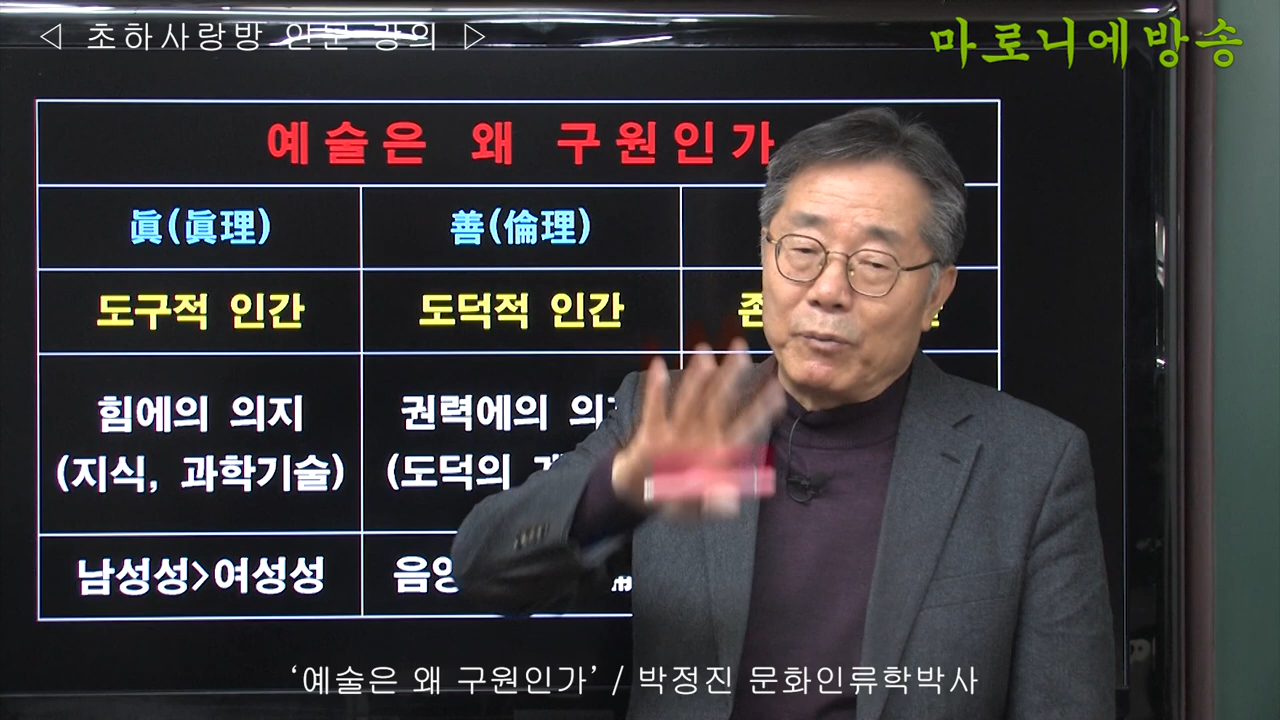 ◁ 초하사랑방 인문 강의 ▷
마로니에방송
예술은 왜 구원인가
眞(眞理)
善(倫理)
도구적 인간
도덕적 인간
존
힘에의 의지
(지식, 과학기술)
권력에의
(도덕의
남성성>여성성
‘예술은 왜 구원인가’ / 박정진 문화인류학박사